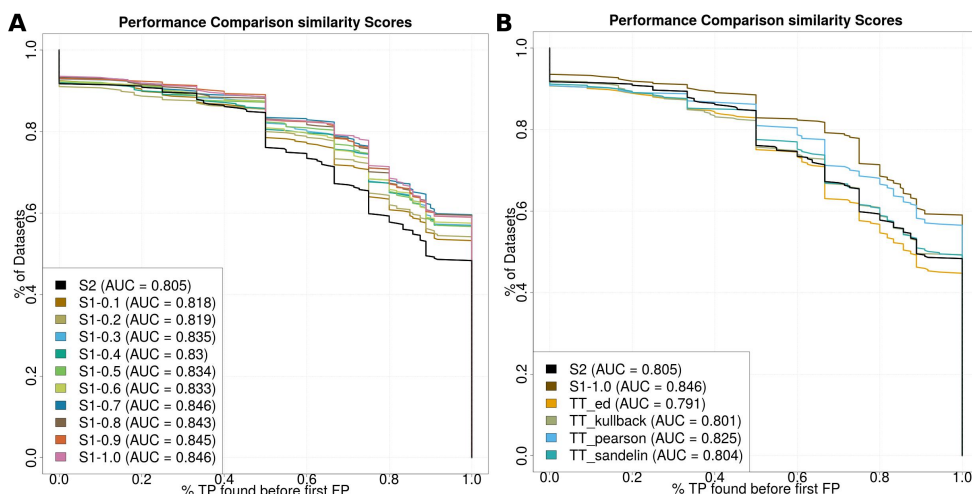 A
Performance Comparison similarity Scores
% of Datasets
1.0
0.8
0.6
0.4
0.2
0.0
S2 (AUC = 0.805)
S1-0.1 (AUC = 0.818)
S1-0.2 (AUC = 0.819)
S1-0.3 (AUC = 0.835)
S1-0.4 (AUC = 0.83)
S1-0.5 (AUC = 0.834)
S1-0.6 (AUC = 0.833)
S1-0.7 (AUC = 0.846)
S1-0.8 (AUC = 0.843)
S1-0.9 (AUC = 0.845)
S1-1.0 (AUC = 0.846)
0.0 0.2 0.4 0.6 0.8 1.0
% TP found before first FP
B
Performance Comparison similarity Scores
% of Datasets
1.0
0.8
0.6
0.4
0.2
0.0
S2 (AUC = 0.805)
S1-1.0 (AUC = 0.846)
TT_ed (AUC = 0.791)
TT_kullback (AUC = 0.801)
TT_pearson (AUC = 0.825)
TT_sandelin (AUC = 0.804)
0.0 0.2 0.4 0.6 0.8 1.0
% TP found before first FP